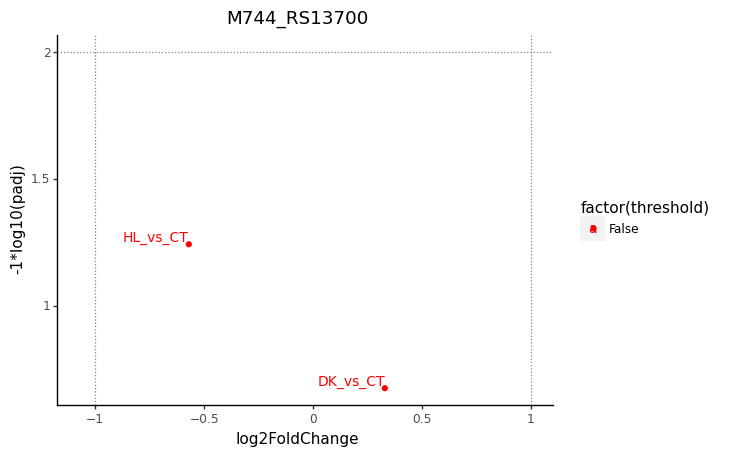 M744_RS13700
-1*log10(padj)
2
1.5
1
HL_vs_CT
DK_vs_CT
−1
−0.5
0
0.5
1
log2FoldChange
factor(threshold)
a
False